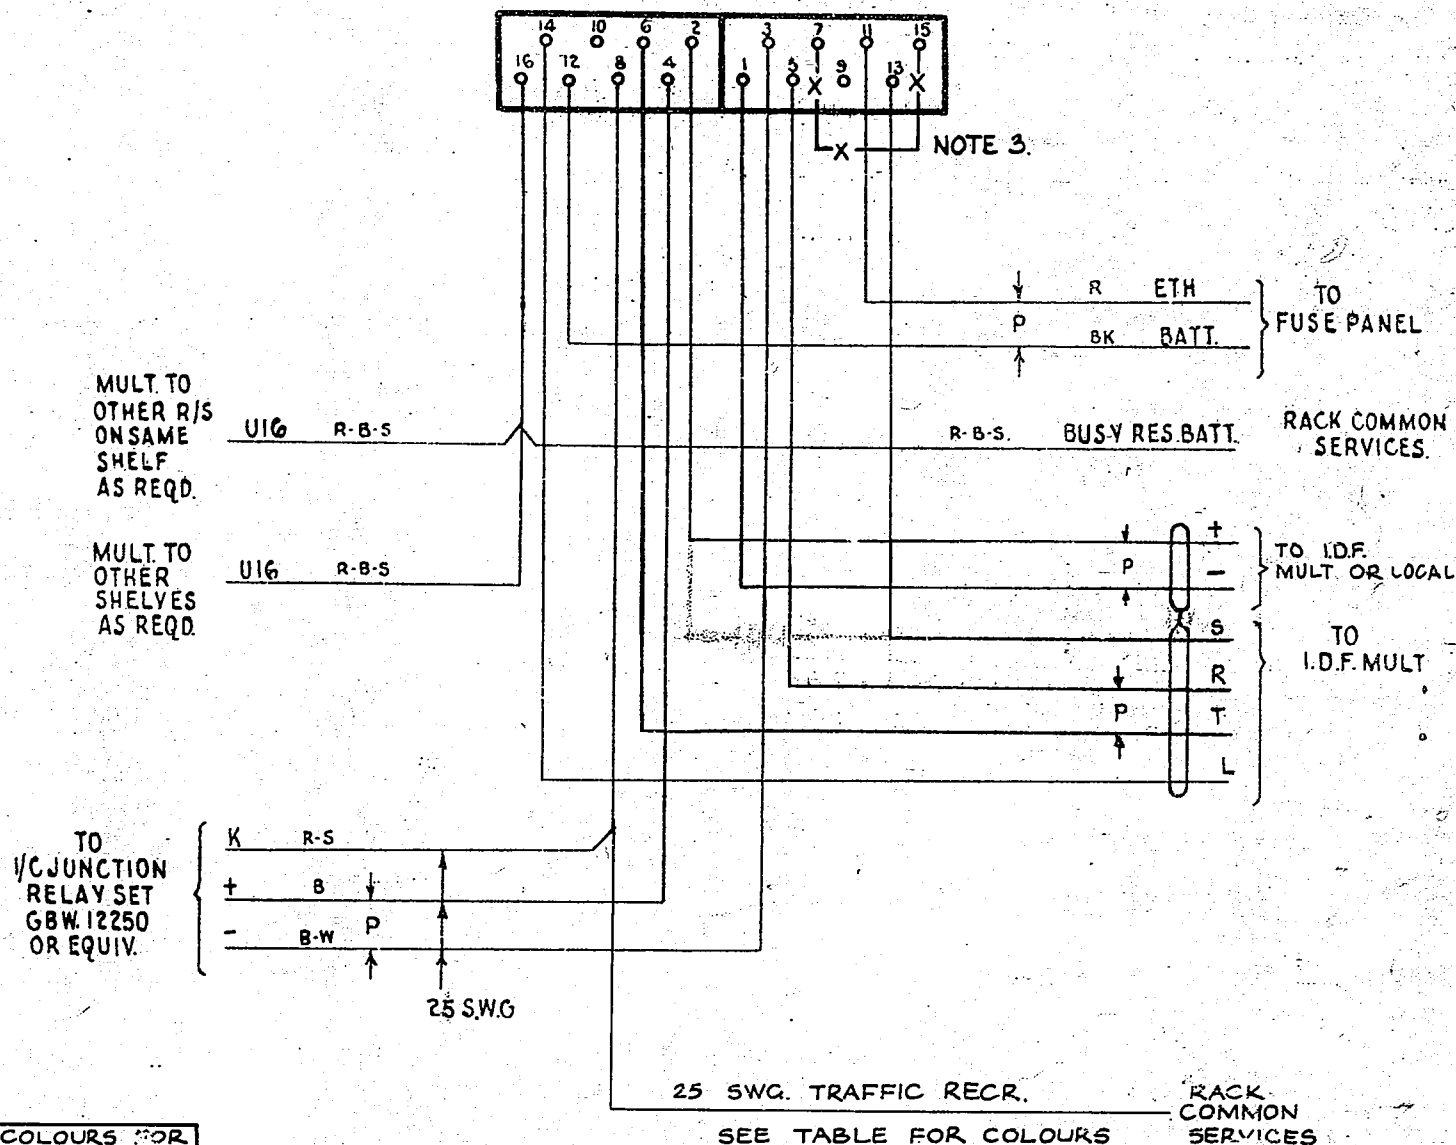 14 10 6 2 3 7 11 15
16 12 8 4 1 5 X 9 13 X
X NOTE 3.
R ETH
P
BK BATT.
TO
FUSE PANEL
MULT. TO
OTHER R/S
ON SAME
SHELF
AS REQD.
U16 R-B-S
R-B-S. BUSY RES.BATT.
RACK COMMON
SERVICES.
MULT. TO
OTHER
SHELVES
AS REQD.
U16 R-B-S
+
P
-
TO I.D.F.
MULT OR LOCAL
S
R
P T
L
TO
I.D.F. MULT
TO
I/C JUNCTION
RELAY SET
GBW. 12250
OR EQUIV.
K R-S
+ B
P
- B-W
25 S.W.G
25 SWG. TRAFFIC RECR.
SEE TABLE FOR COLOURS
RACK
COMMON
SERVICES
COLOURS FOR